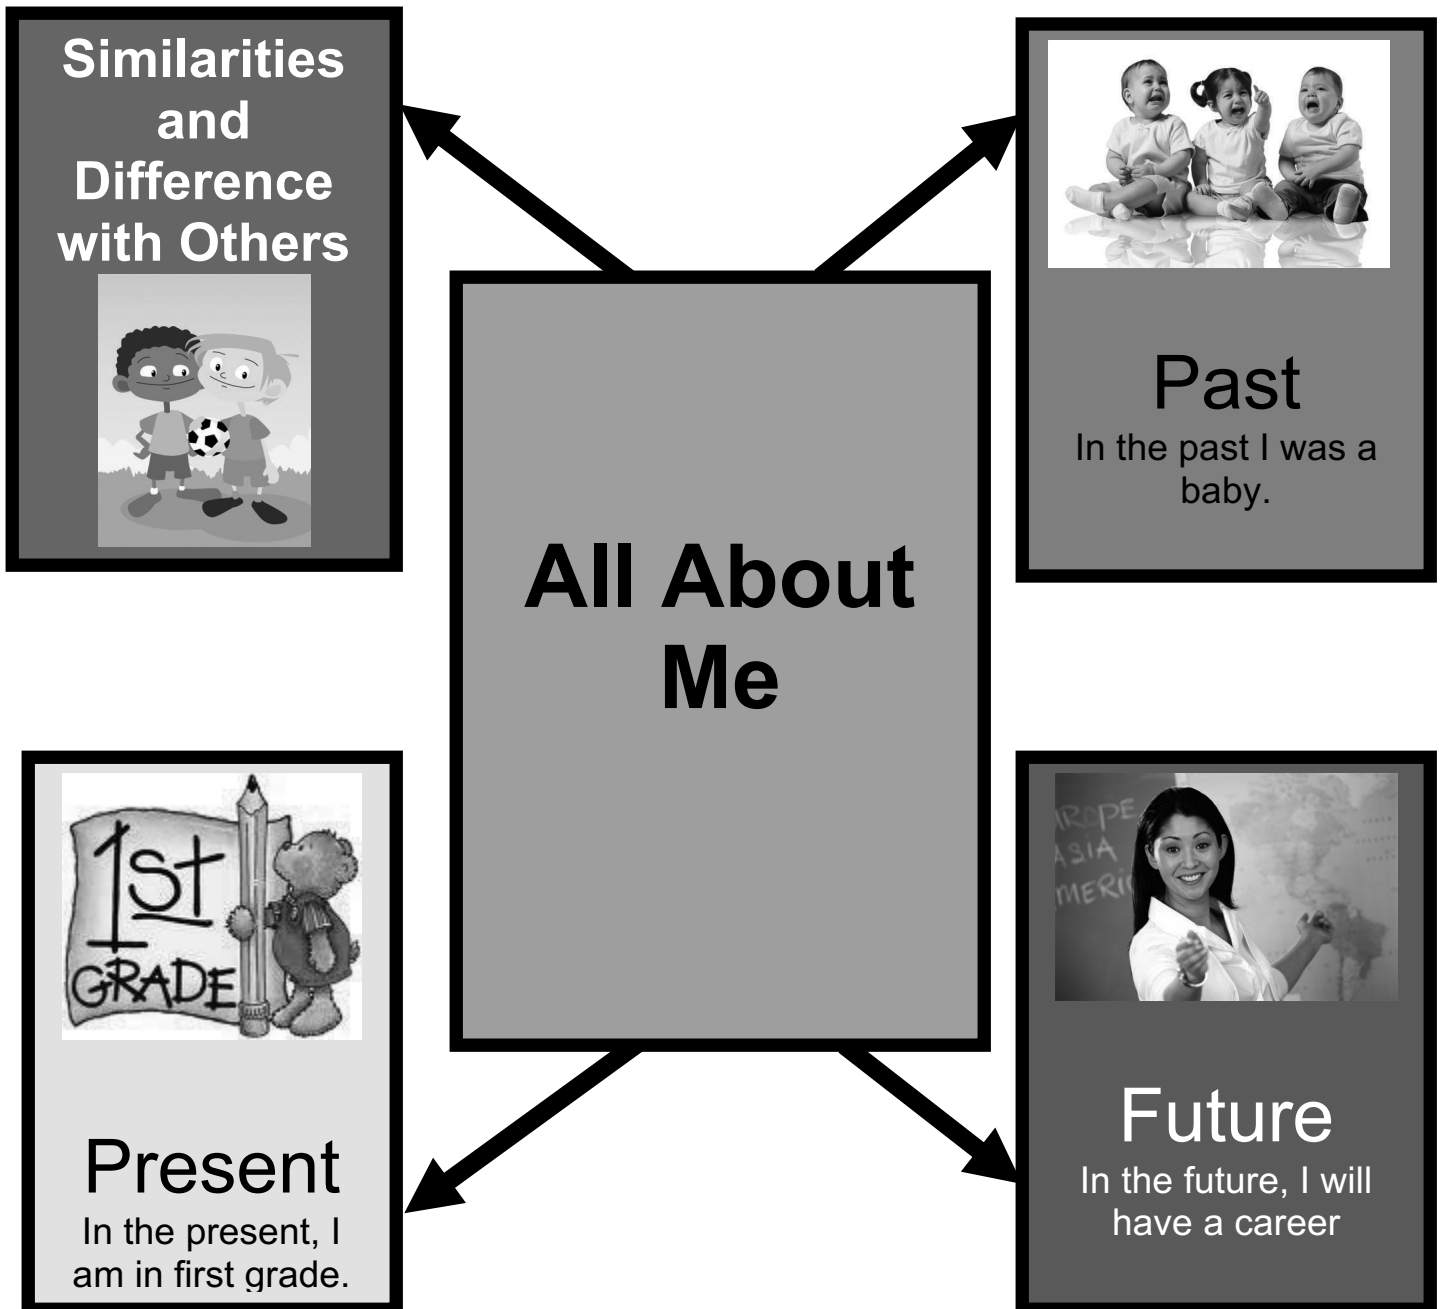 Similarities
and
Difference
with Others
Past
In the past I was a
baby.
All About
Me
1st
GRADE
Present
In the present, I
am in first grade.
ASIA
Future
In the future, I will
have a career